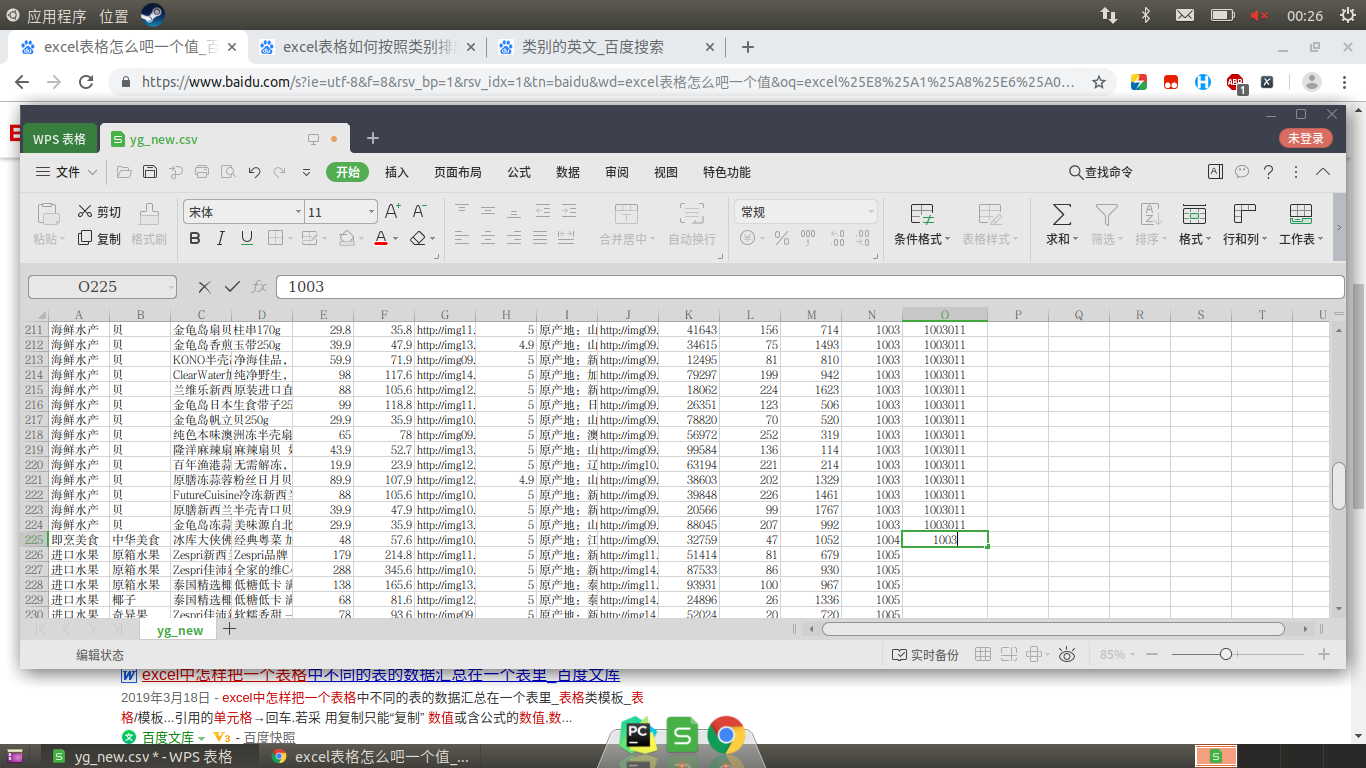 应用程序 位置 00:26
excel表格怎么吧一个值_百 excel表格如何按照类别排序 类别的英文_百度搜索
https://www.baidu.com/s?ie=utf-8&f=8&rsv_bp=1&rsv_idx=1&tn=baidu&wd=excel表格怎么吧一个值&oq=excel%25E8%25A1%25A8%25E6%25A0... ABP 1
WPS 表格 yg_new.csv 未登录
文件 开始 插入 页面布局 公式 数据 审阅 视图 特色功能 查找命令
粘贴 剪切 复制 格式刷 宋体 11 B I U A 合并居中 自动换行 常规 条件格式 表格样式 求和 筛选 排序 格式 行和列 工作表
O225 fx 1003
A B C D E F G H I J K L M N O P Q R S T U
211 海鲜水产 贝 金龟岛扇贝柱串170g 29.8 35.8 http://img11. 5 原产地：山 http://img09. 41643 156 714 1003 1003011
212 海鲜水产 贝 金龟岛香煎玉带250g 39.9 47.9 http://img13. 4.9 原产地：山 http://img09. 34615 75 1493 1003 1003011
213 海鲜水产 贝 KONO半壳 净海佳品， 59.9 71.9 http://img09. 5 原产地：新 http://img09. 12495 81 810 1003 1003011
214 海鲜水产 贝 ClearWater加 纯净野生， 98 117.6 http://img14. 5 原产地：加 http://img09. 79297 199 942 1003 1003011
215 海鲜水产 贝 兰维乐新西 原装进口直 88 105.6 http://img12. 5 原产地：新 http://img09. 18062 224 1623 1003 1003011
216 海鲜水产 贝 金龟岛日本生食带子25 99 118.8 http://img11. 5 原产地：日 http://img09. 26351 123 506 1003 1003011
217 海鲜水产 贝 金龟岛帆立贝250g 29.9 35.9 http://img10. 5 原产地：山 http://img09. 78820 70 520 1003 1003011
218 海鲜水产 贝 纯色本味澳洲冻半壳扇 65 78 http://img09. 5 原产地：澳 http://img09. 56972 252 319 1003 1003011
219 海鲜水产 贝 隆洋麻辣扇麻辣扇贝 43.9 52.7 http://img13. 5 原产地：山 http://img09. 99584 136 114 1003 1003011
220 海鲜水产 贝 百年渔港蒜 无需解冻， 19.9 23.9 http://img12. 5 原产地：辽 http://img10. 63194 221 214 1003 1003011
221 海鲜水产 贝 原膳冻蒜蓉粉丝日月贝 89.9 107.9 http://img12. 4.9 原产地：山 http://img09. 38603 202 1329 1003 1003011
222 海鲜水产 贝 FutureCuisine冷冻新西兰 88 105.6 http://img10. 5 原产地：新 http://img09. 39848 226 1461 1003 1003011
223 海鲜水产 贝 原膳新西兰半壳青口贝 39.9 47.9 http://img10. 5 原产地：新 http://img09. 20566 99 1767 1003 1003011
224 海鲜水产 贝 金龟岛冻蒜 美味源自北 29.9 35.9 http://img13. 5 原产地：山 http://img09. 88045 207 992 1003 1003011
225 即烹美食 中华美食 冰库大侠佛 经典粤菜 加 48 57.6 http://img10. 5 原产地：江 http://img09. 32759 47 1052 1004 1003
226 进口水果 原箱水果 Zespri新西兰 Zespri品牌 179 214.8 http://img11. 5 原产地：新 http://img11. 51414 81 679 1005
227 进口水果 原箱水果 Zespri佳沛新 全家的维C小 288 345.6 http://img10. 5 原产地：新 http://img14. 87533 86 930 1005
228 进口水果 原箱水果 泰国精选椰 低糖低卡 满 138 165.6 http://img13. 5 原产地：泰 http://img11. 93931 100 967 1005
229 进口水果 椰子 泰国精选椰 低糖低卡 满 68 81.6 http://img12. 5 原产地：泰 http://img14. 24896 26 1336 1005
230 进口水果 奇异果 Zespri佳沛新 软糯香甜 78 93.6 http://img09. 5 原产地：新 http://img14. 52024 20 720 1005
yg_new
编辑状态 实时备份 85%
excel中怎样把一个表格中不同的表的数据汇总在一个表里_百度文库
2019年3月18日 - excel中怎样把一个表格中不同的表的数据汇总在一个表里_表格类模板_表
格/模板...引用的单元格→回车.若采 用复制只能“复制” 数值或含公式的数值,数...
百度文库 V3 - 百度快照
PC S
yg_new.csv * - WPS 表格 excel表格怎么吧一个值_...